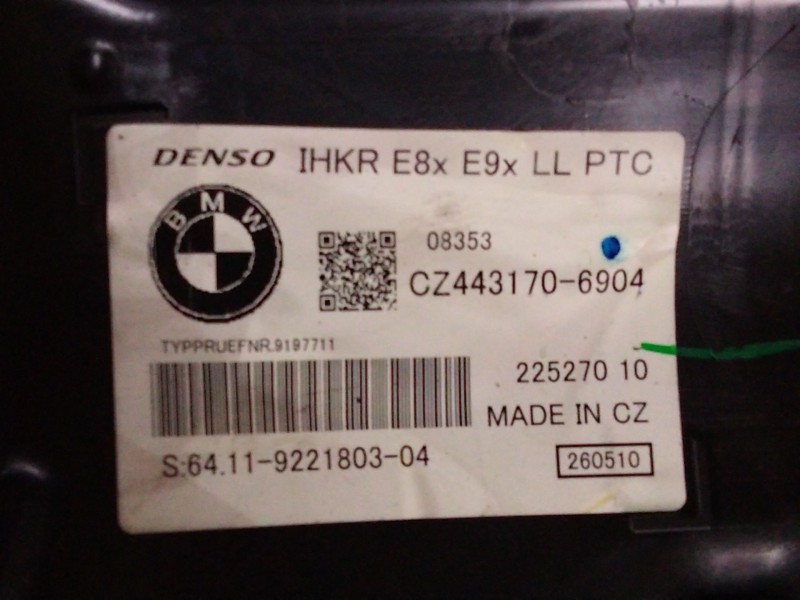 DENSO IHKR E8x E9x LL PTC
BMW
08353
CZ443170-6904
TYPPRUEFNR.9197711
225270 10
MADE IN CZ
S:64.11-9221803-04
260510